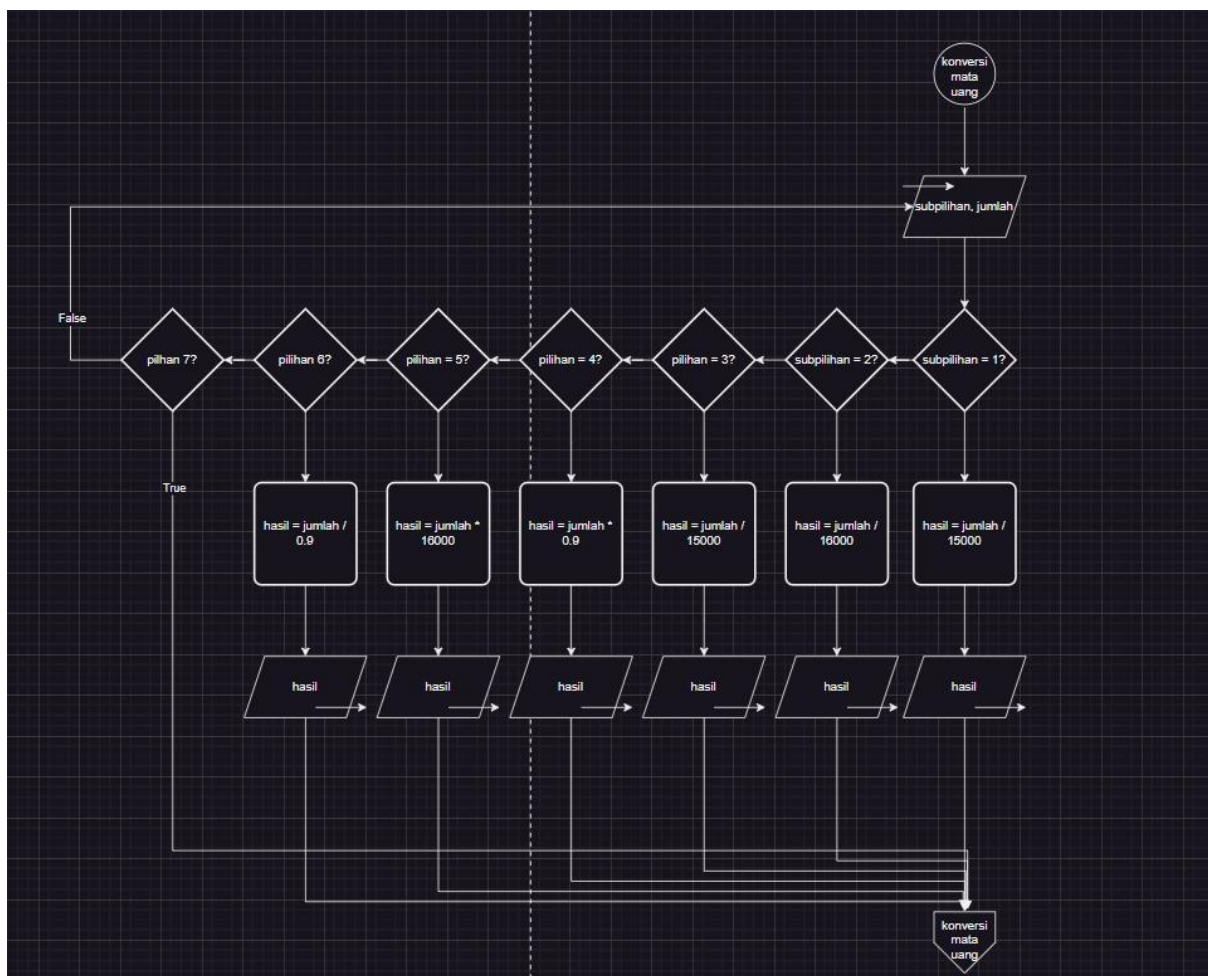 konversi
mata
uang
subpilihan, jumlah
False
pilhan 7?
pilihan 6?
pilihan = 5?
pilihan = 4?
pilihan = 3?
subpilihan = 2?
subpilihan = 1?
True
hasil = jumlah /
0.9
hasil = jumlah *
16000
hasil = jumlah *
0.9
hasil = jumlah /
15000
hasil = jumlah /
16000
hasil = jumlah /
15000
hasil
hasil
hasil
hasil
hasil
hasil
konversi
mata
uang